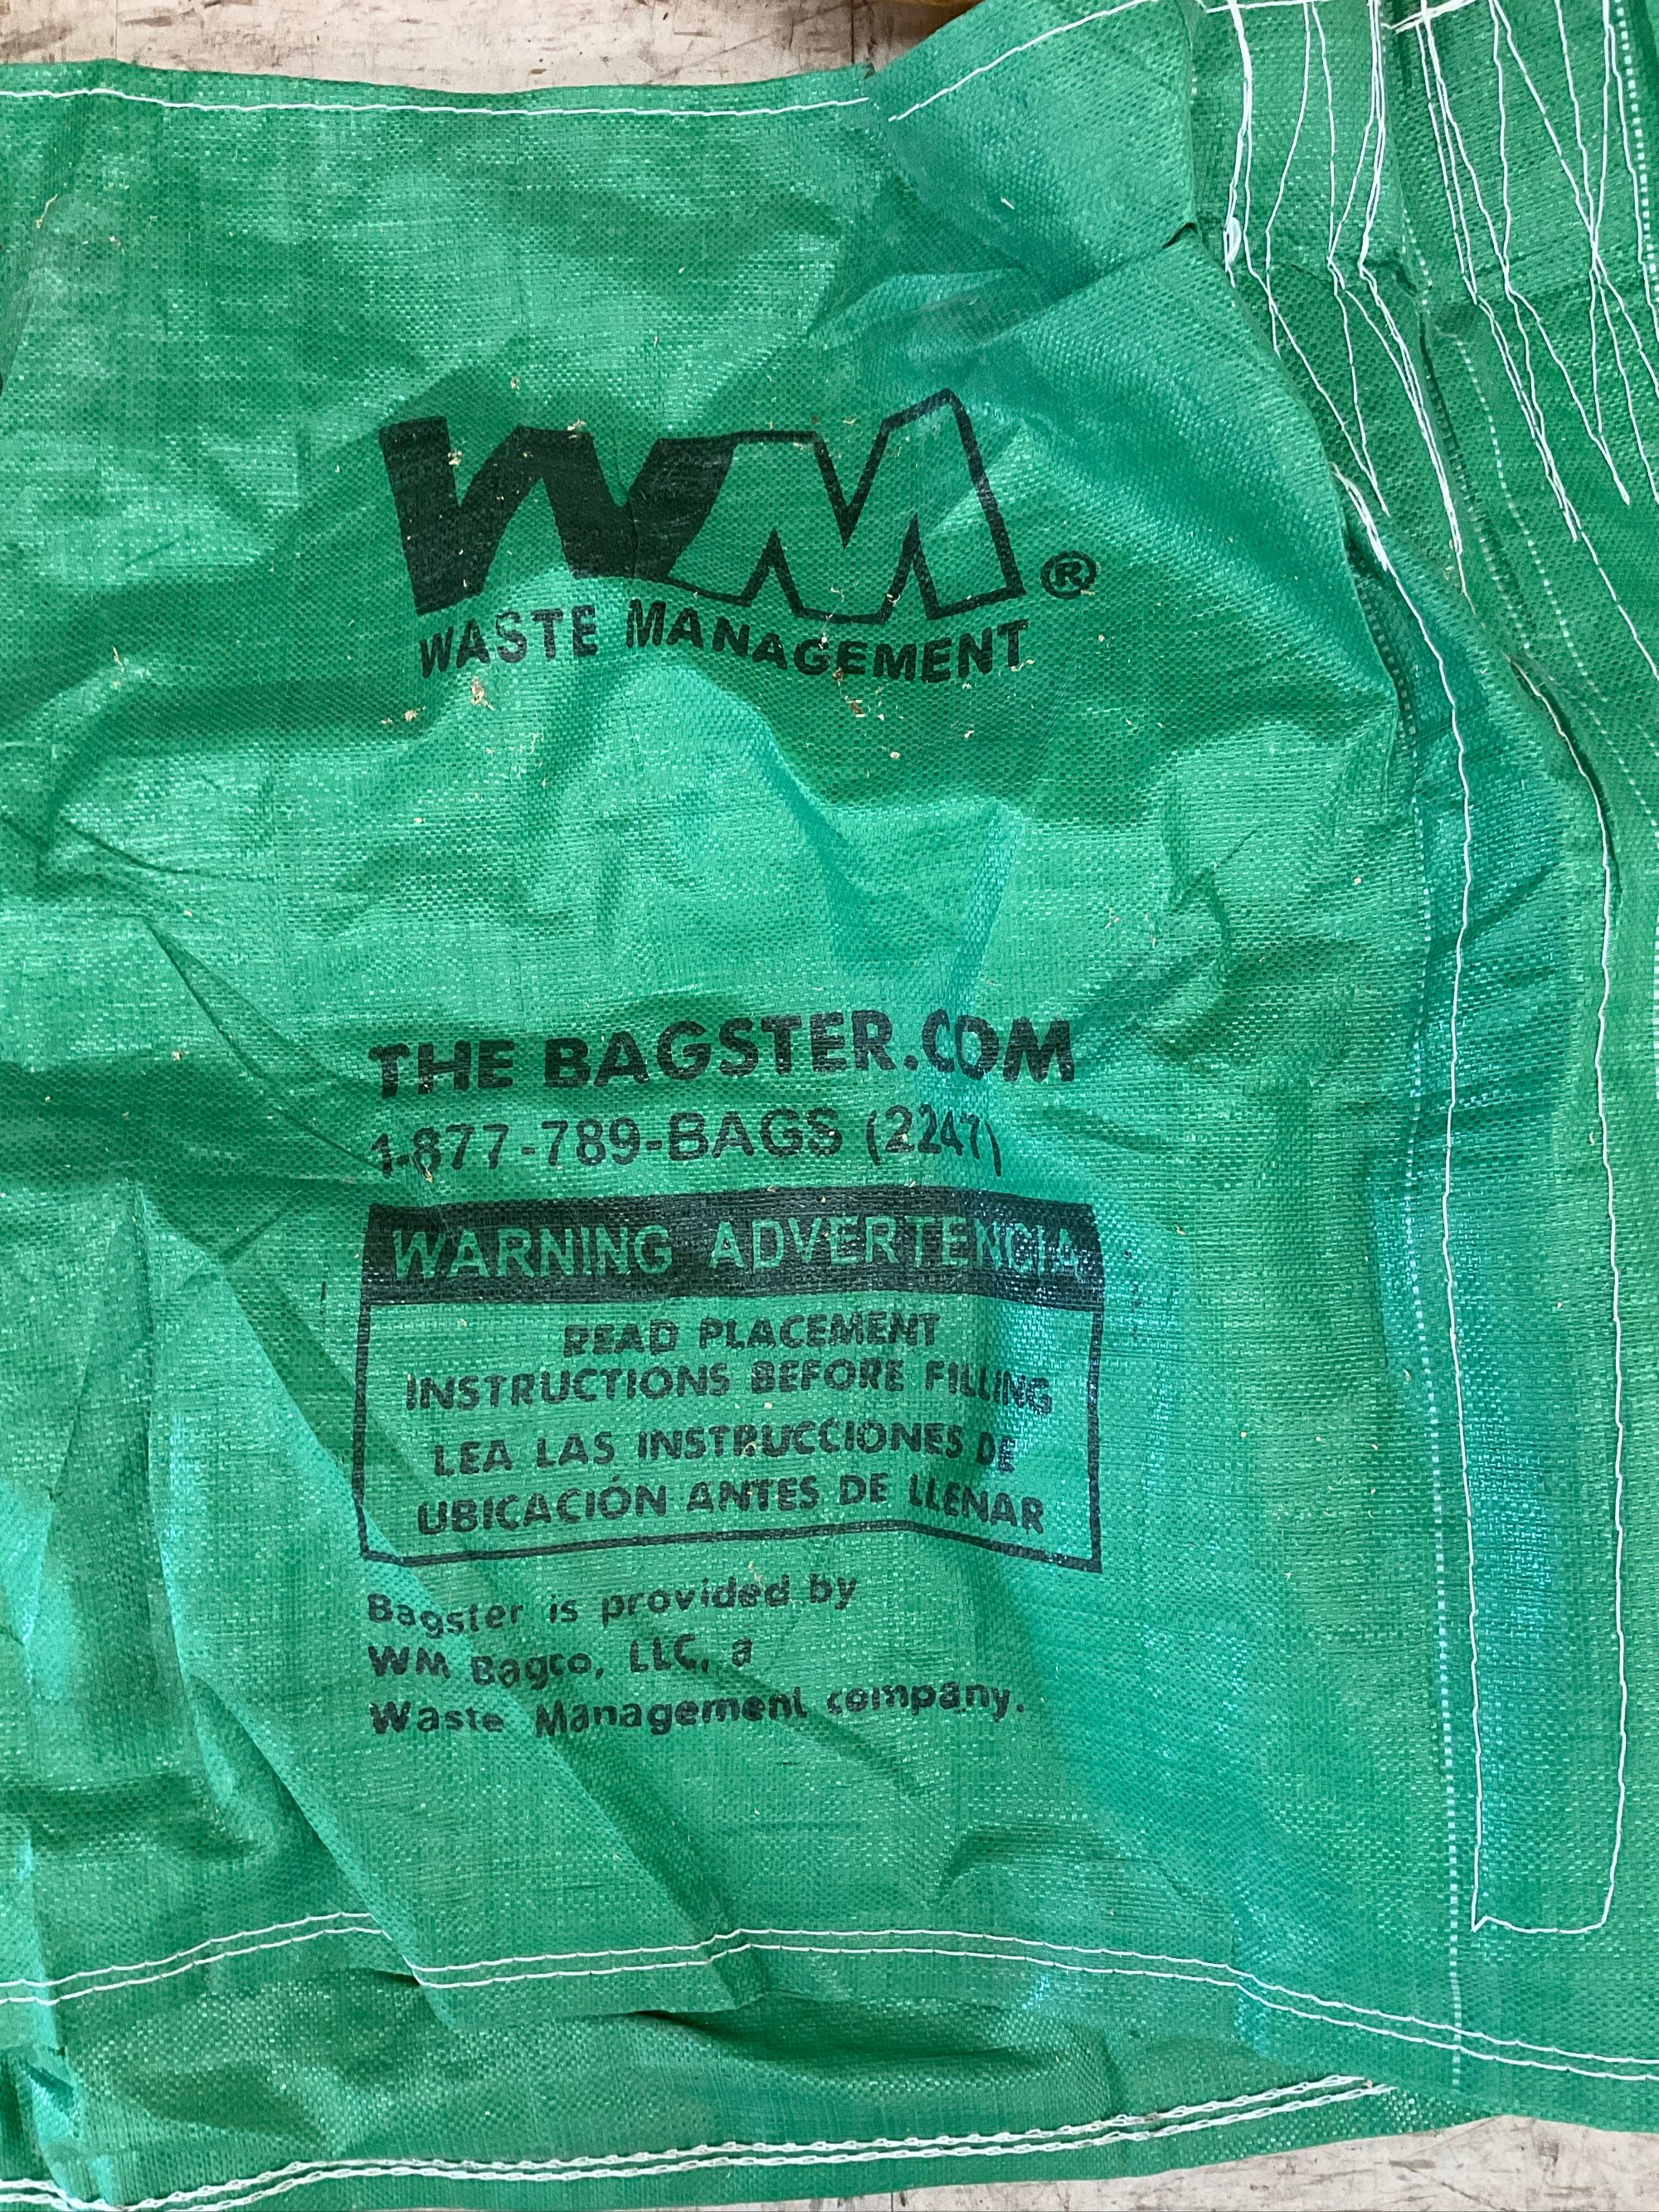 WM®
WASTE MANAGEMENT
THE BAGSTER.COM
1-877-789-BAGS (2247)
WARNING ADVERTENCIA
READ PLACEMENT
INSTRUCTIONS BEFORE FILLING
LEA LAS INSTRUCCIONES DE
UBICACIÓN ANTES DE LLENAR
Bagster is provided by
WM Bagco, LLC, a
Waste Management company.